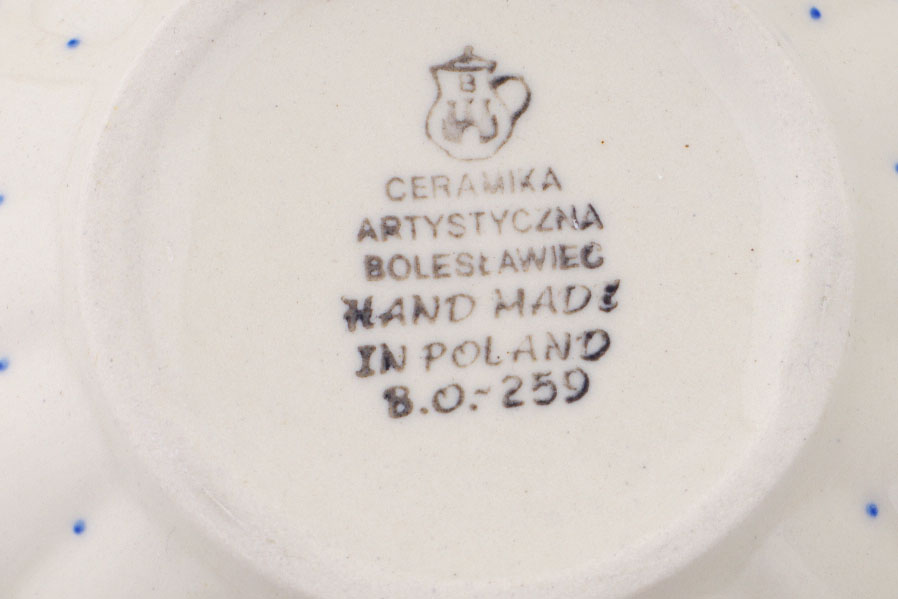 B
CERAMIKA
ARTYSTYCZNA
BOLESŁAWIEC
HAND MADE
IN POLAND
B.O.-259